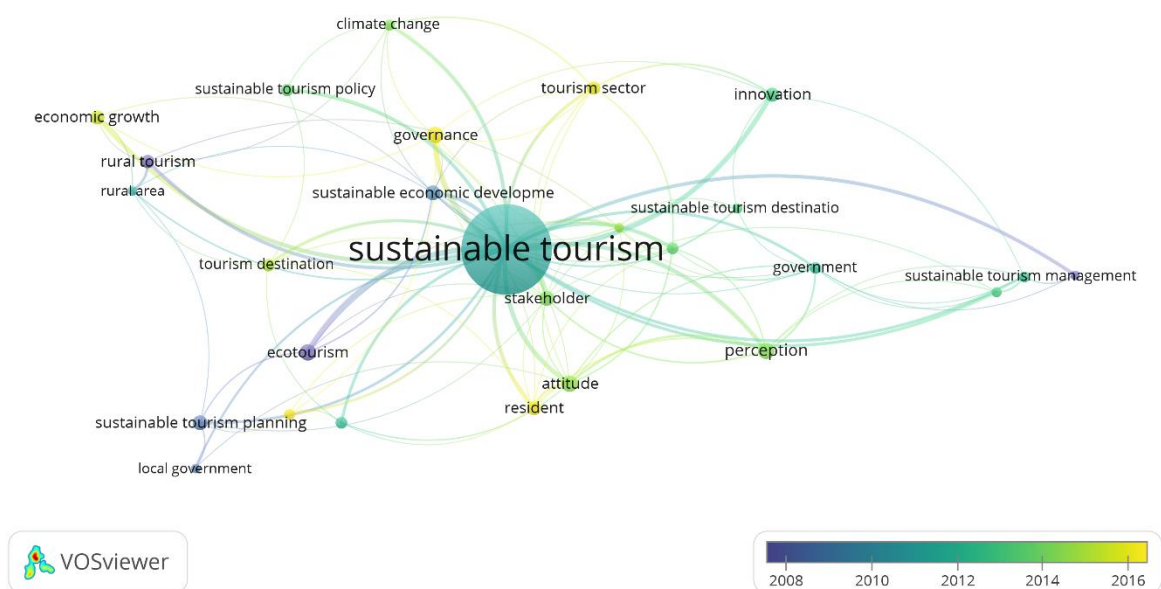 climate change
sustainable tourism policy
tourism sector
innovation
economic growth
governance
rural tourism
rural area
sustainable economic developme
sustainable tourism destinatio
sustainable tourism
tourism destination
government
sustainable tourism management
stakeholder
ecotourism
perception
attitude
resident
sustainable tourism planning
local government
VOSviewer
2008 2010 2012 2014 2016